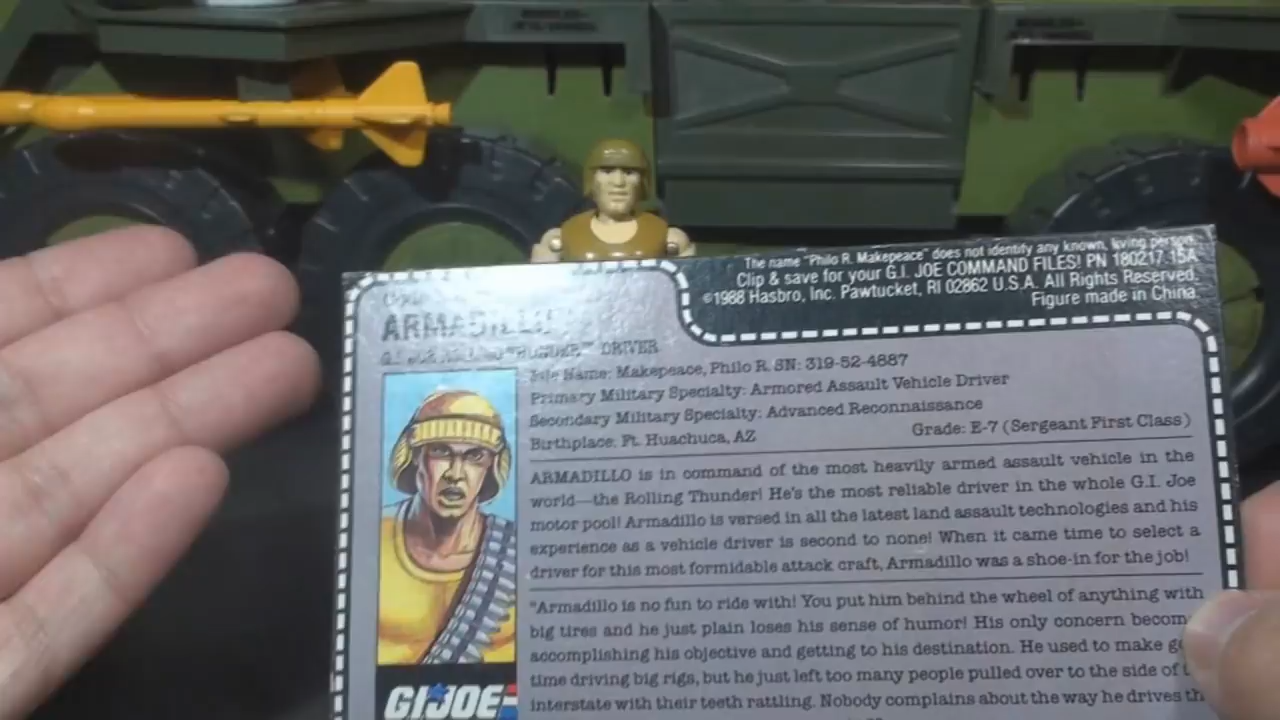 The name "Philo R. Makepeace" does not identify any known, living person.
Clip & save for your G.I. JOE COMMAND FILES! PN 180217.15A
©1988 Hasbro, Inc. Pawtucket, RI 02862 U.S.A. All Rights Reserved.
Figure made in China.
ARMADILLO
DRIVER
File Name: Makepeace, Philo R. SN: 319-52-4887
Primary Military Specialty: Armored Assault Vehicle Driver
Secondary Military Specialty: Advanced Reconnaissance
Birthplace: Ft. Huachuca, AZ Grade: E-7 (Sergeant First Class)
ARMADILLO is in command of the most heavily armed assault vehicle in the
world—the Rolling Thunder! He's the most reliable driver in the whole G.I. Joe
motor pool! Armadillo is versed in all the latest land assault technologies and his
experience as a vehicle driver is second to none! When it came time to select a
driver for this most formidable attack craft, Armadillo was a shoe-in for the job!
"Armadillo is no fun to ride with! You put him behind the wheel of anything with
big tires and he just plain loses his sense of humor! His only concern becom
accomplishing his objective and getting to his destination. He used to make g
time driving big rigs, but he just left too many people pulled over to the side of
interstate with their teeth rattling. Nobody complains about the way he drives th
GI JOE